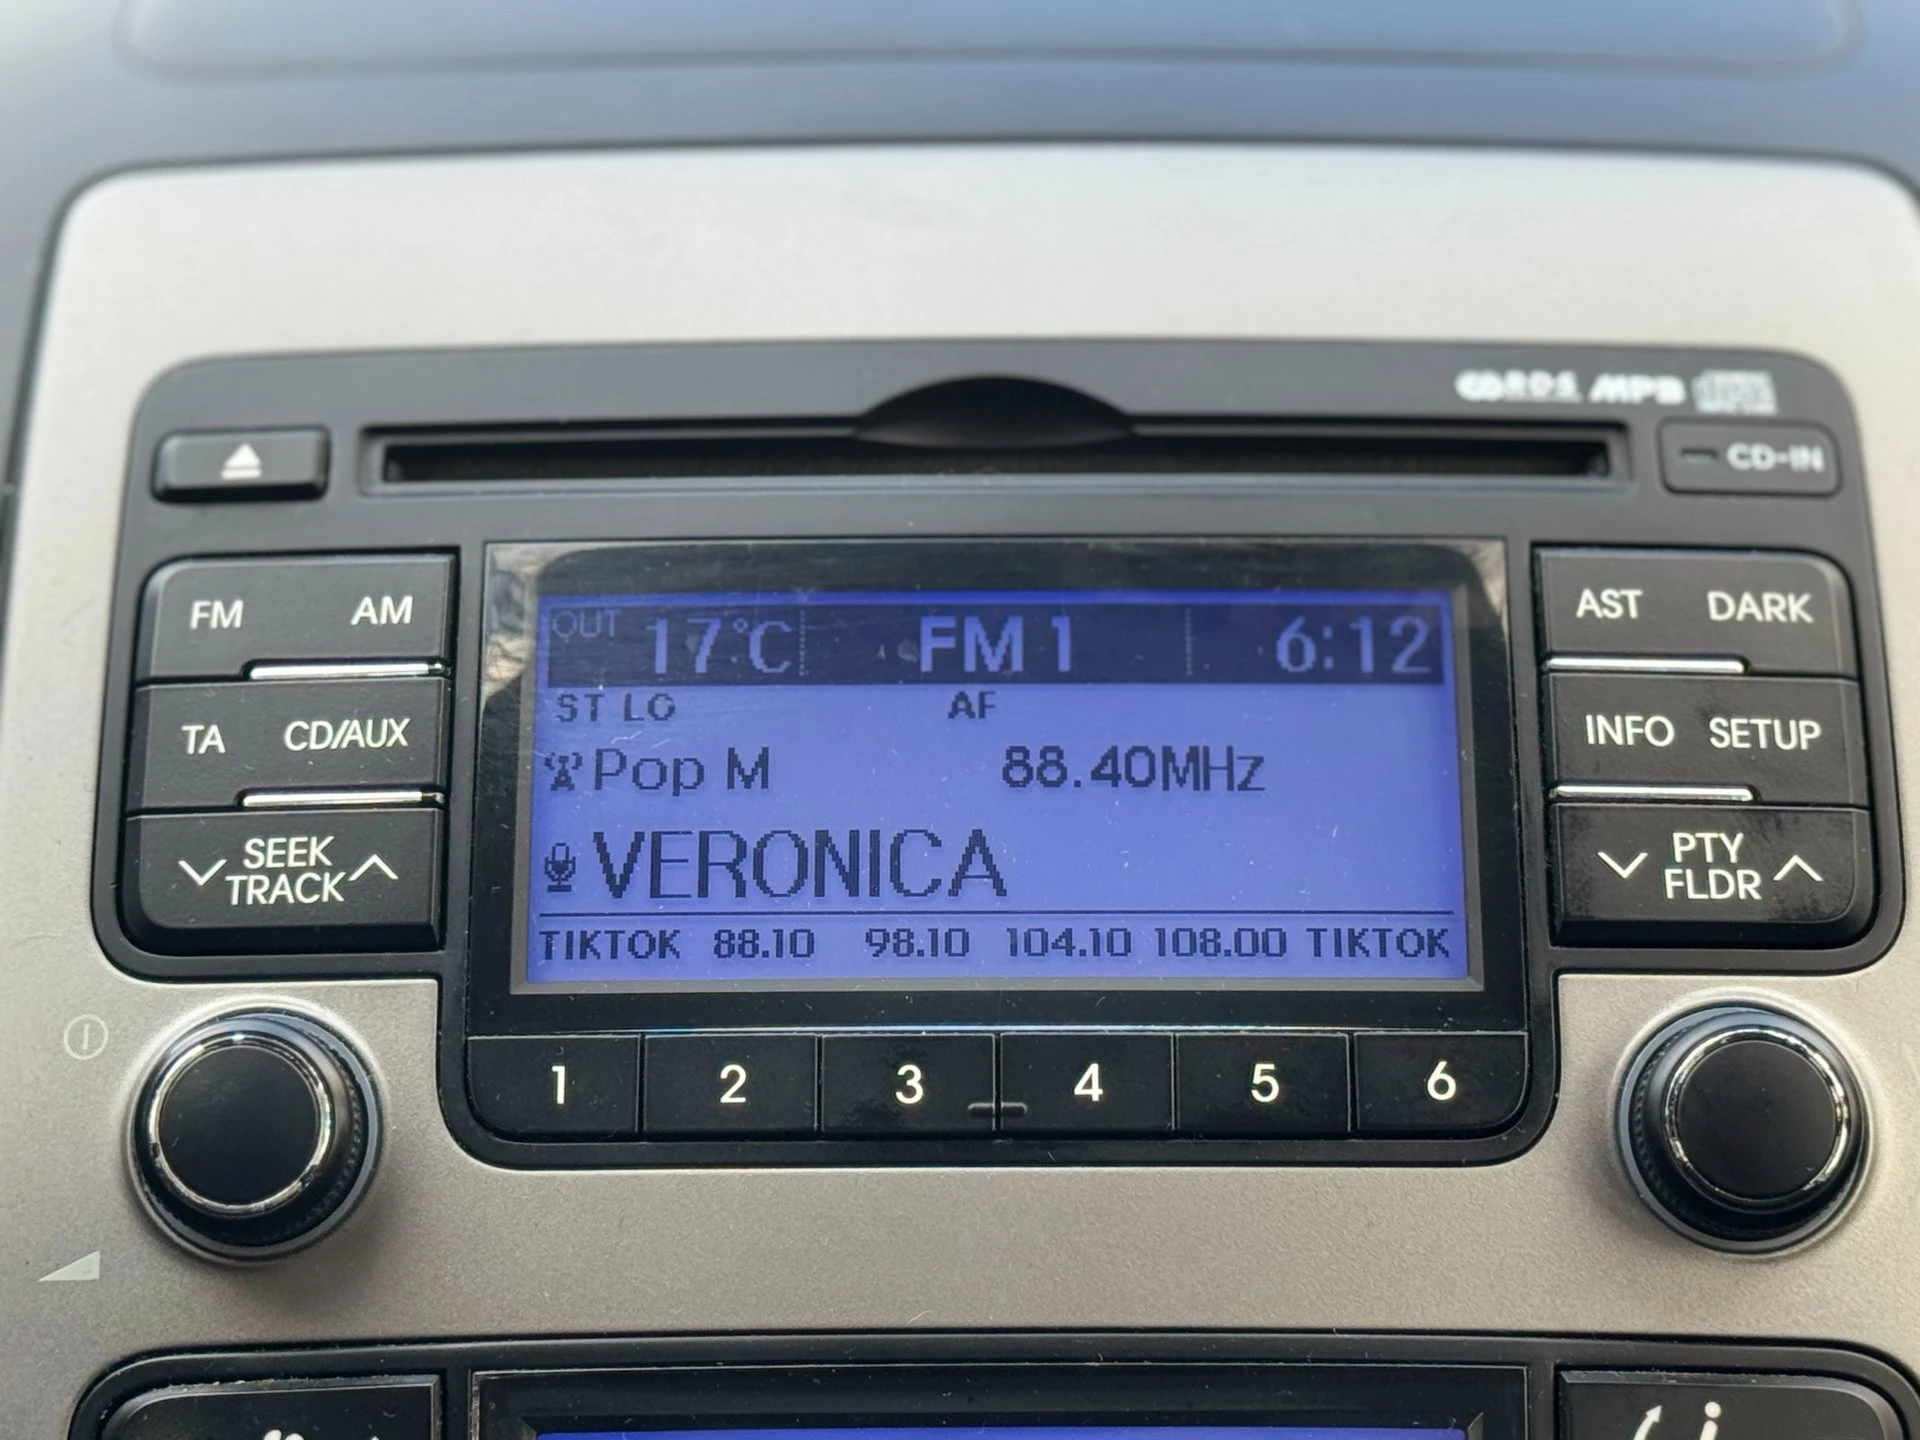 RDS MP3
CD-IN
FM AM
TA CD/AUX
SEEK
TRACK
OUT 17°C FM 1 6:12
ST LO AF
Pop M 88.40MHz
VERONICA
TIKTOK 88.10 98.10 104.10 108.00 TIKTOK
AST DARK
INFO SETUP
PTY
FLDR
1 2 3 4 5 6